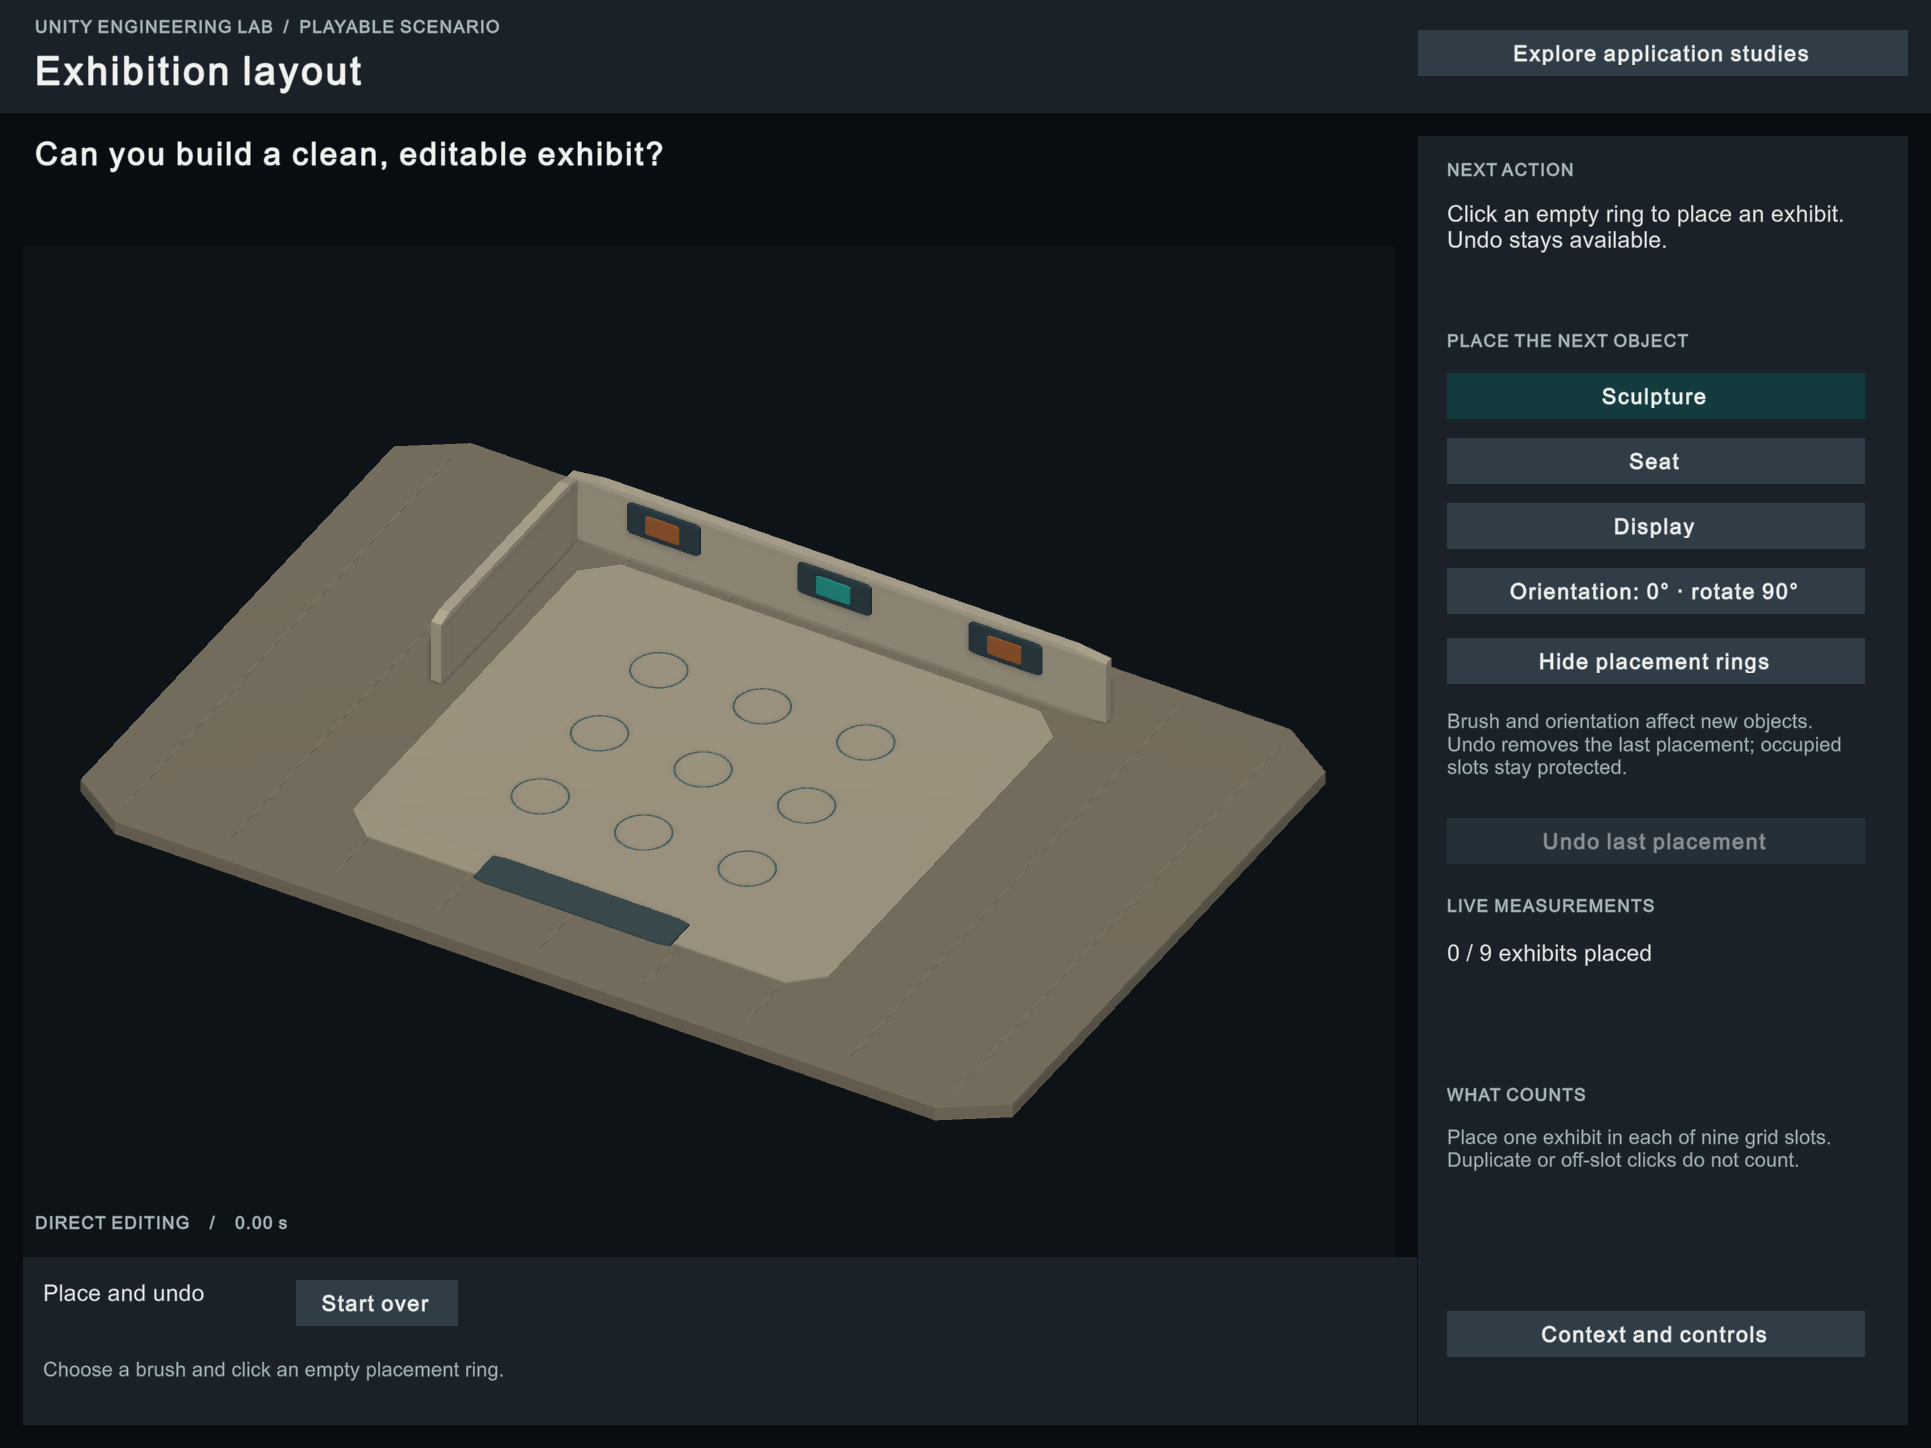 UNITY ENGINEERING LAB / PLAYABLE SCENARIO
Exhibition layout
Explore application studies
Can you build a clean, editable exhibit?
NEXT ACTION
Click an empty ring to place an exhibit.
Undo stays available.
PLACE THE NEXT OBJECT
Sculpture
Seat
Display
Orientation: 0° · rotate 90°
Hide placement rings
Brush and orientation affect new objects.
Undo removes the last placement; occupied
slots stay protected.
Undo last placement
LIVE MEASUREMENTS
0 / 9 exhibits placed
WHAT COUNTS
Place one exhibit in each of nine grid slots.
Duplicate or off-slot clicks do not count.
Context and controls
DIRECT EDITING / 0.00 s
Place and undo
Start over
Choose a brush and click an empty placement ring.